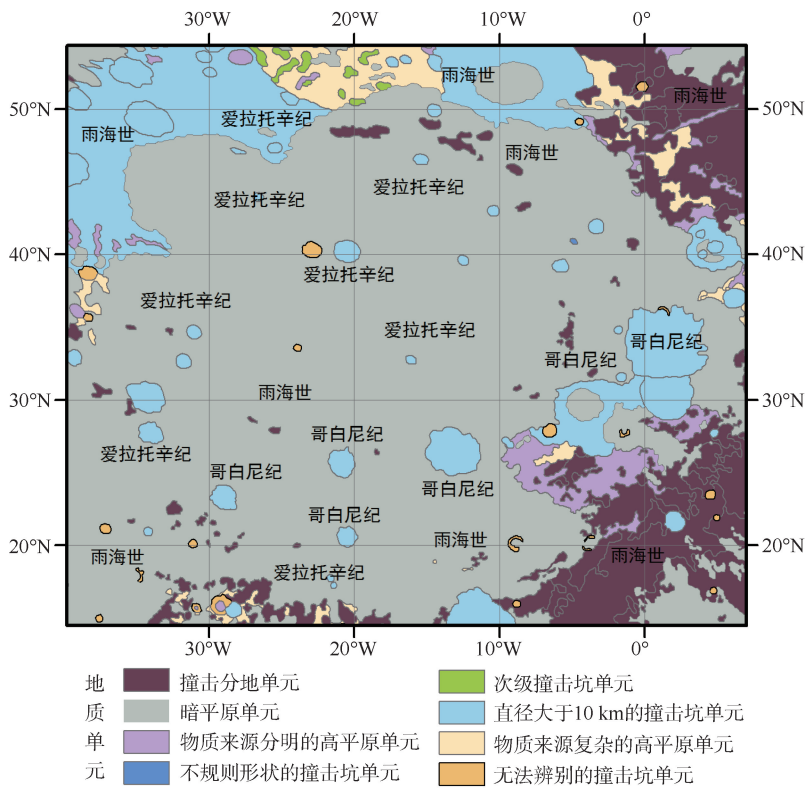 30°W 20°W 10°W 0°
雨海世
雨海世
50°N 50°N
爱拉托辛纪
雨海世
雨海世
爱拉托辛纪
爱拉托辛纪
40°N 40°N
爱拉托辛纪
爱拉托辛纪
爱拉托辛纪
哥白尼纪
哥白尼纪
雨海世
30°N 30°N
哥白尼纪
爱拉托辛纪
哥白尼纪
哥白尼纪
哥白尼纪
雨海世
20°N 20°N
雨海世
雨海世
爱拉托辛纪
30°W 20°W 10°W 0°
地质单元
撞击分地单元
次级撞击坑单元
暗平原单元
直径大于10 km的撞击坑单元
物质来源分明的高平原单元
物质来源复杂的高平原单元
不规则形状的撞击坑单元
无法辨别的撞击坑单元